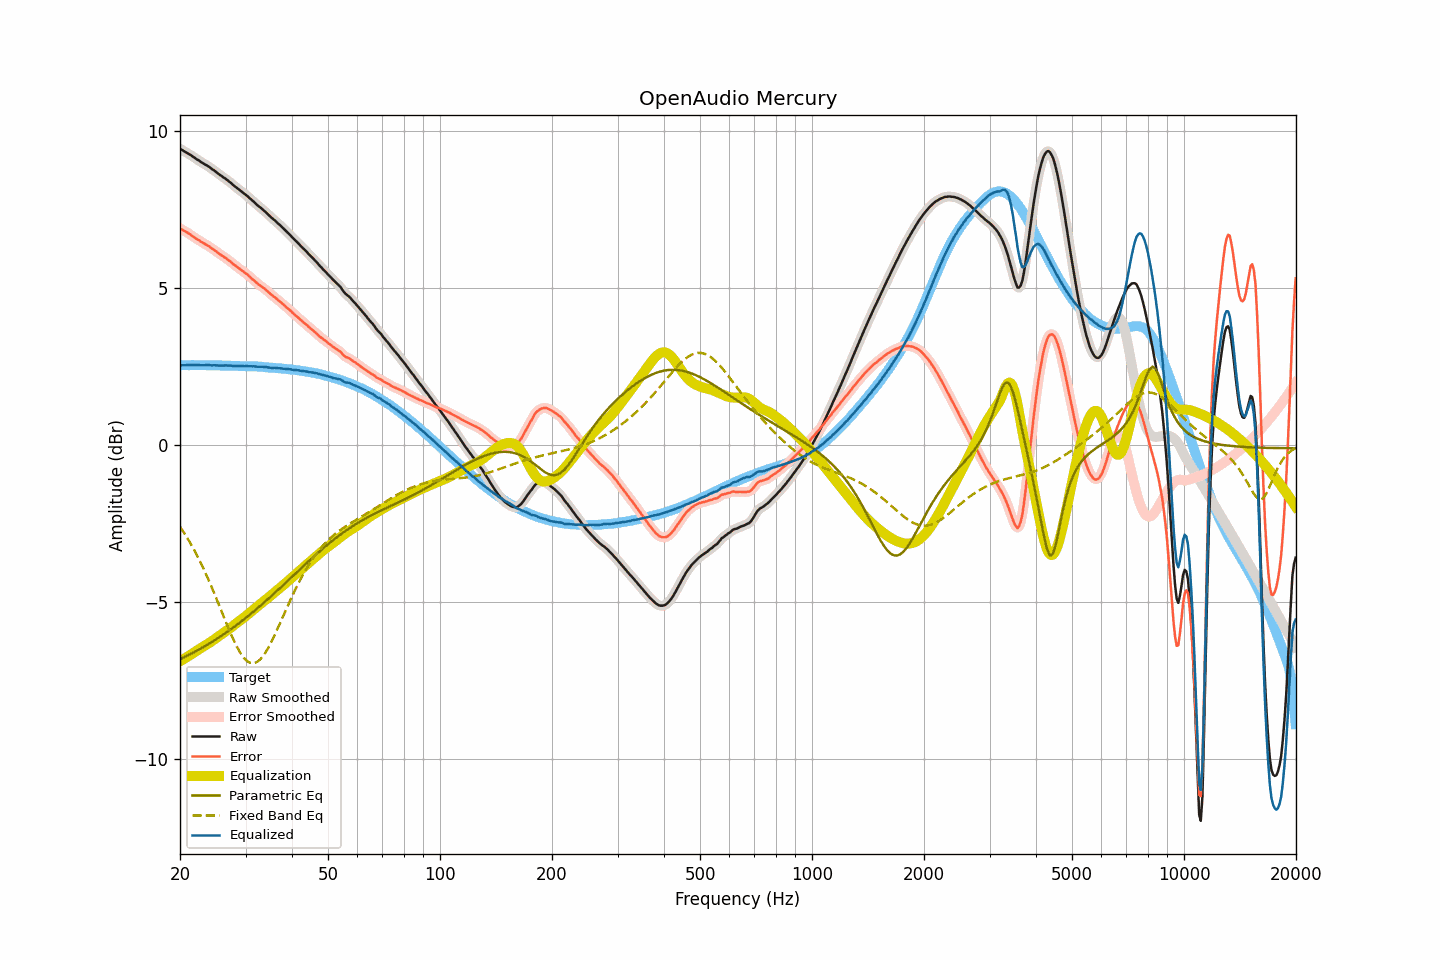 OpenAudio Mercury
10
5
0
−5
−10
Amplitude (dBr)
Target
Raw Smoothed
Error Smoothed
Raw
Error
Equalization
Parametric Eq
Fixed Band Eq
Equalized
20 50 100 200 500 1000 2000 5000 10000 20000
Frequency (Hz)